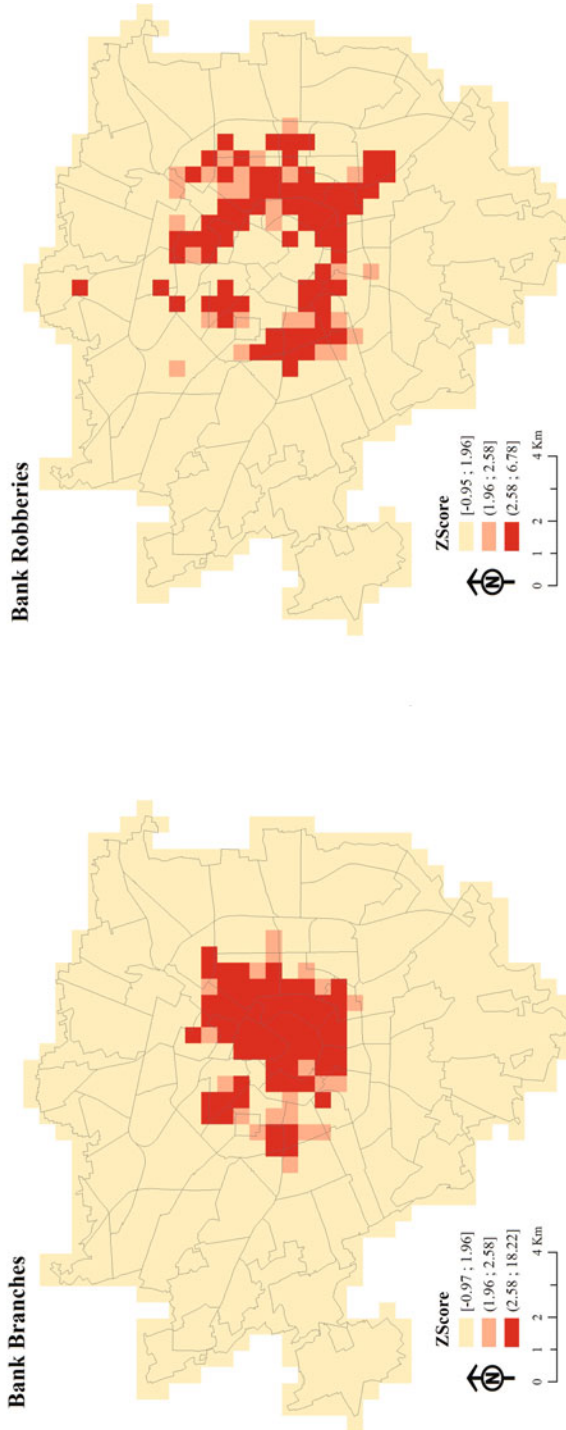 Bank Branches
ZScore
[-0.97 ; 1.96]
(1.96 ; 2.58]
(2.58 ; 18.22]
N
0 1 2 4 Km
Bank Robberies
ZScore
[-0.95 ; 1.96]
(1.96 ; 2.58]
(2.58 ; 6.78]
N
0 1 2 4 Km